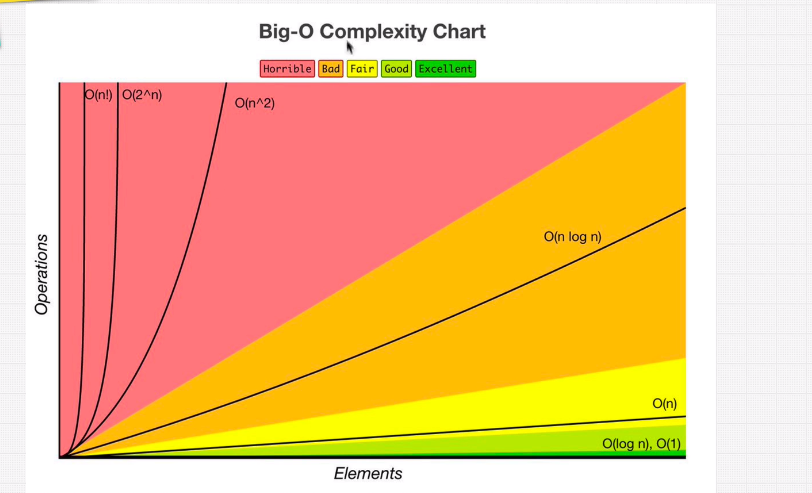 Big-O Complexity Chart
Horrible Bad Fair Good Excellent
O(n!) O(2^n)
O(n^2)
O(n log n)
O(n)
O(log n), O(1)
Operations
Elements